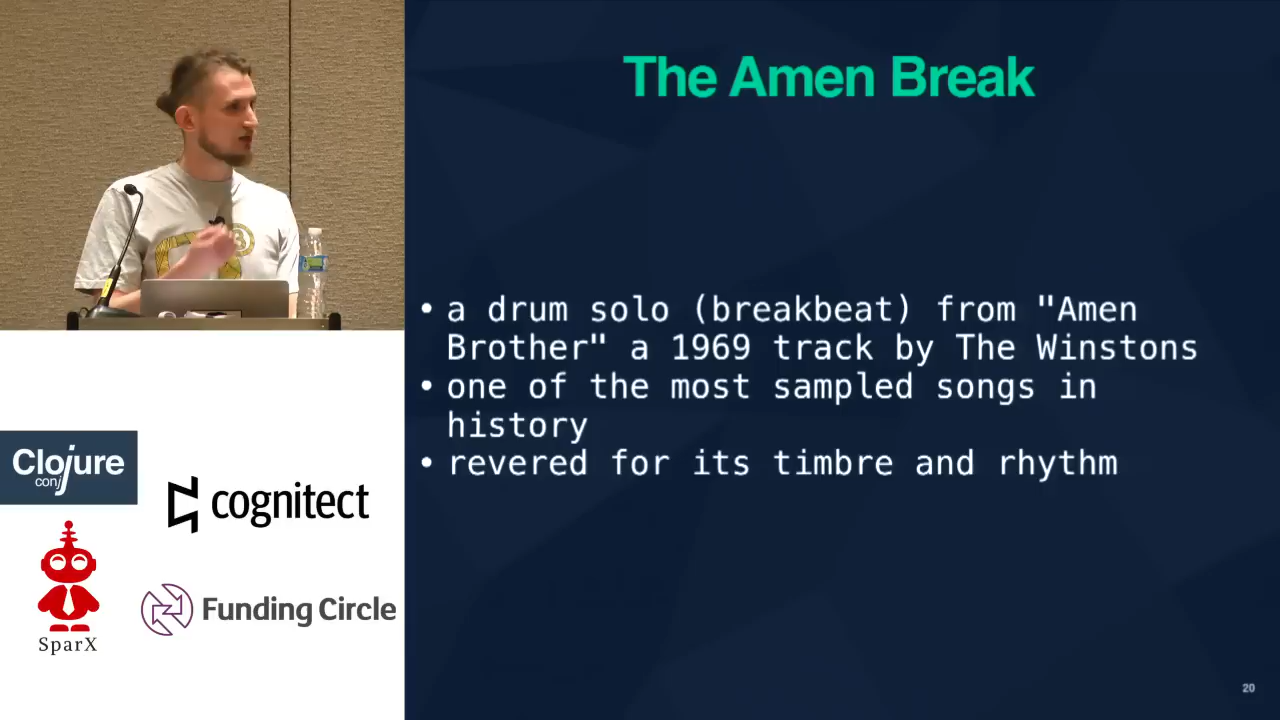 The Amen Break
• a drum solo (breakbeat) from "Amen
Brother" a 1969 track by The Winstons
• one of the most sampled songs in
history
• revered for its timbre and rhythm
Clojure
conj
cognitect
SparX
Funding Circle
20